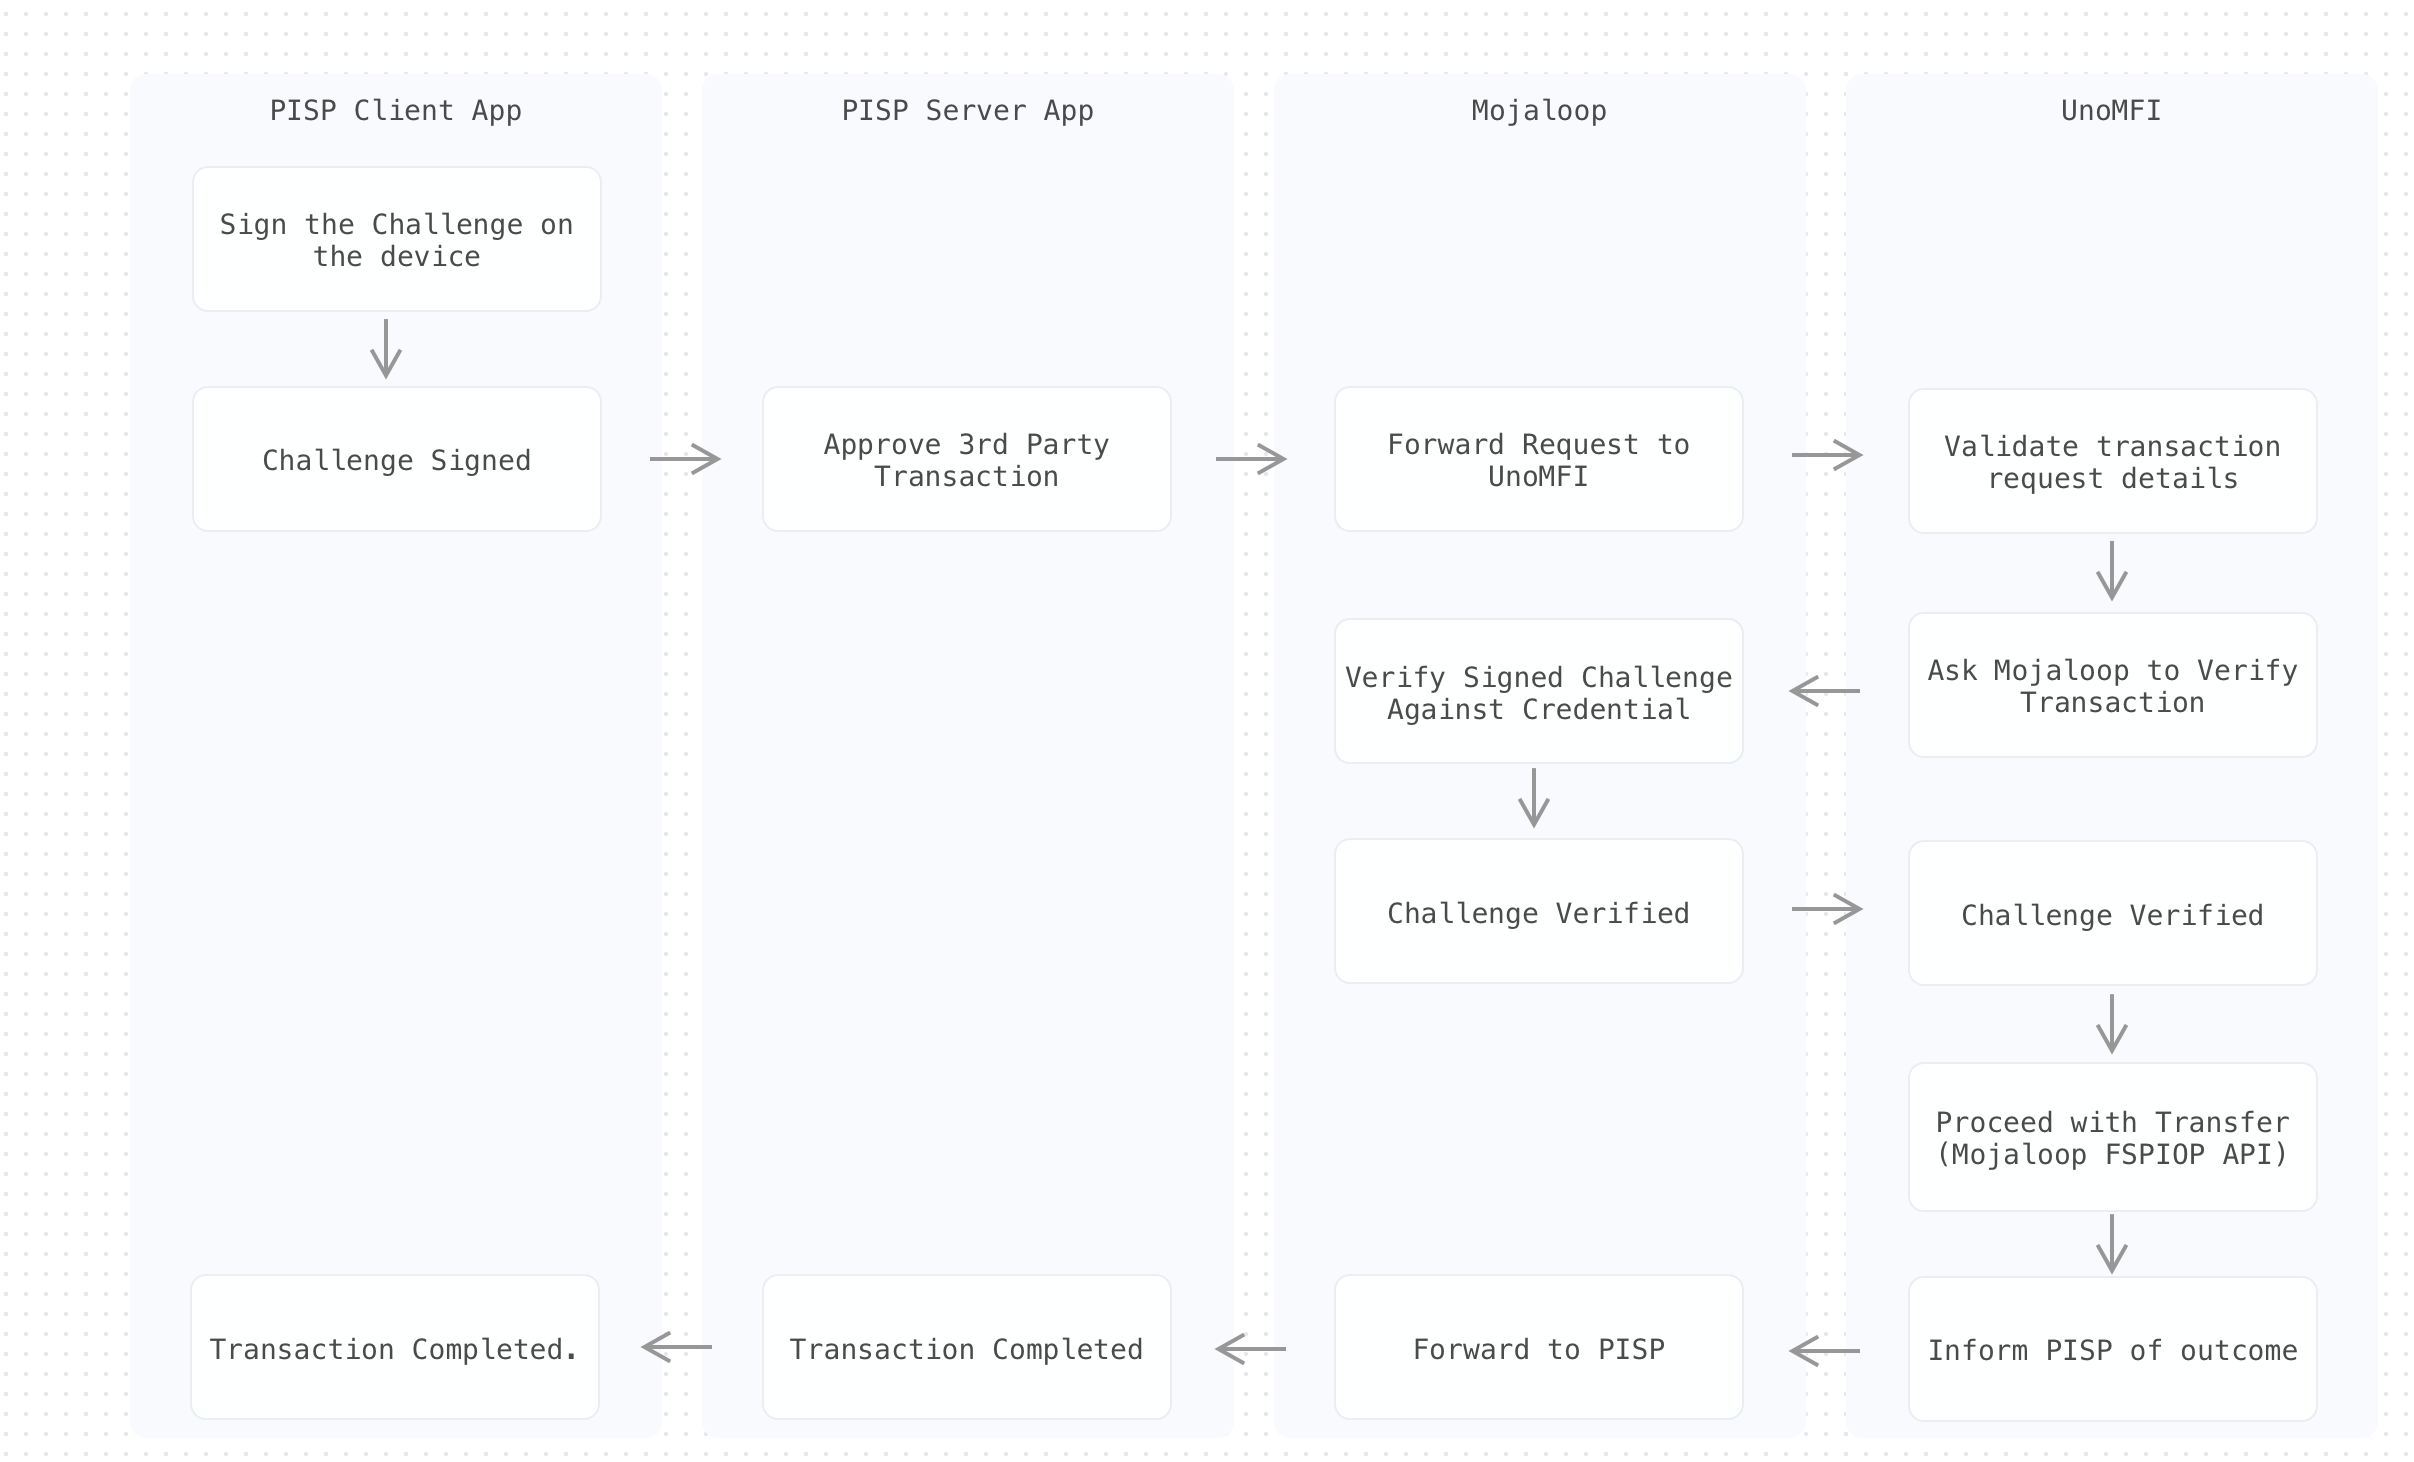 PISP Client App
PISP Server App
Mojaloop
UnoMFI
Sign the Challenge on
the device
Challenge Signed
Approve 3rd Party
Transaction
Forward Request to
UnoMFI
Validate transaction
request details
Verify Signed Challenge
Against Credential
Ask Mojaloop to Verify
Transaction
Challenge Verified
Challenge Verified
Proceed with Transfer
(Mojaloop FSPIOP API)
Transaction Completed.
Transaction Completed
Forward to PISP
Inform PISP of outcome